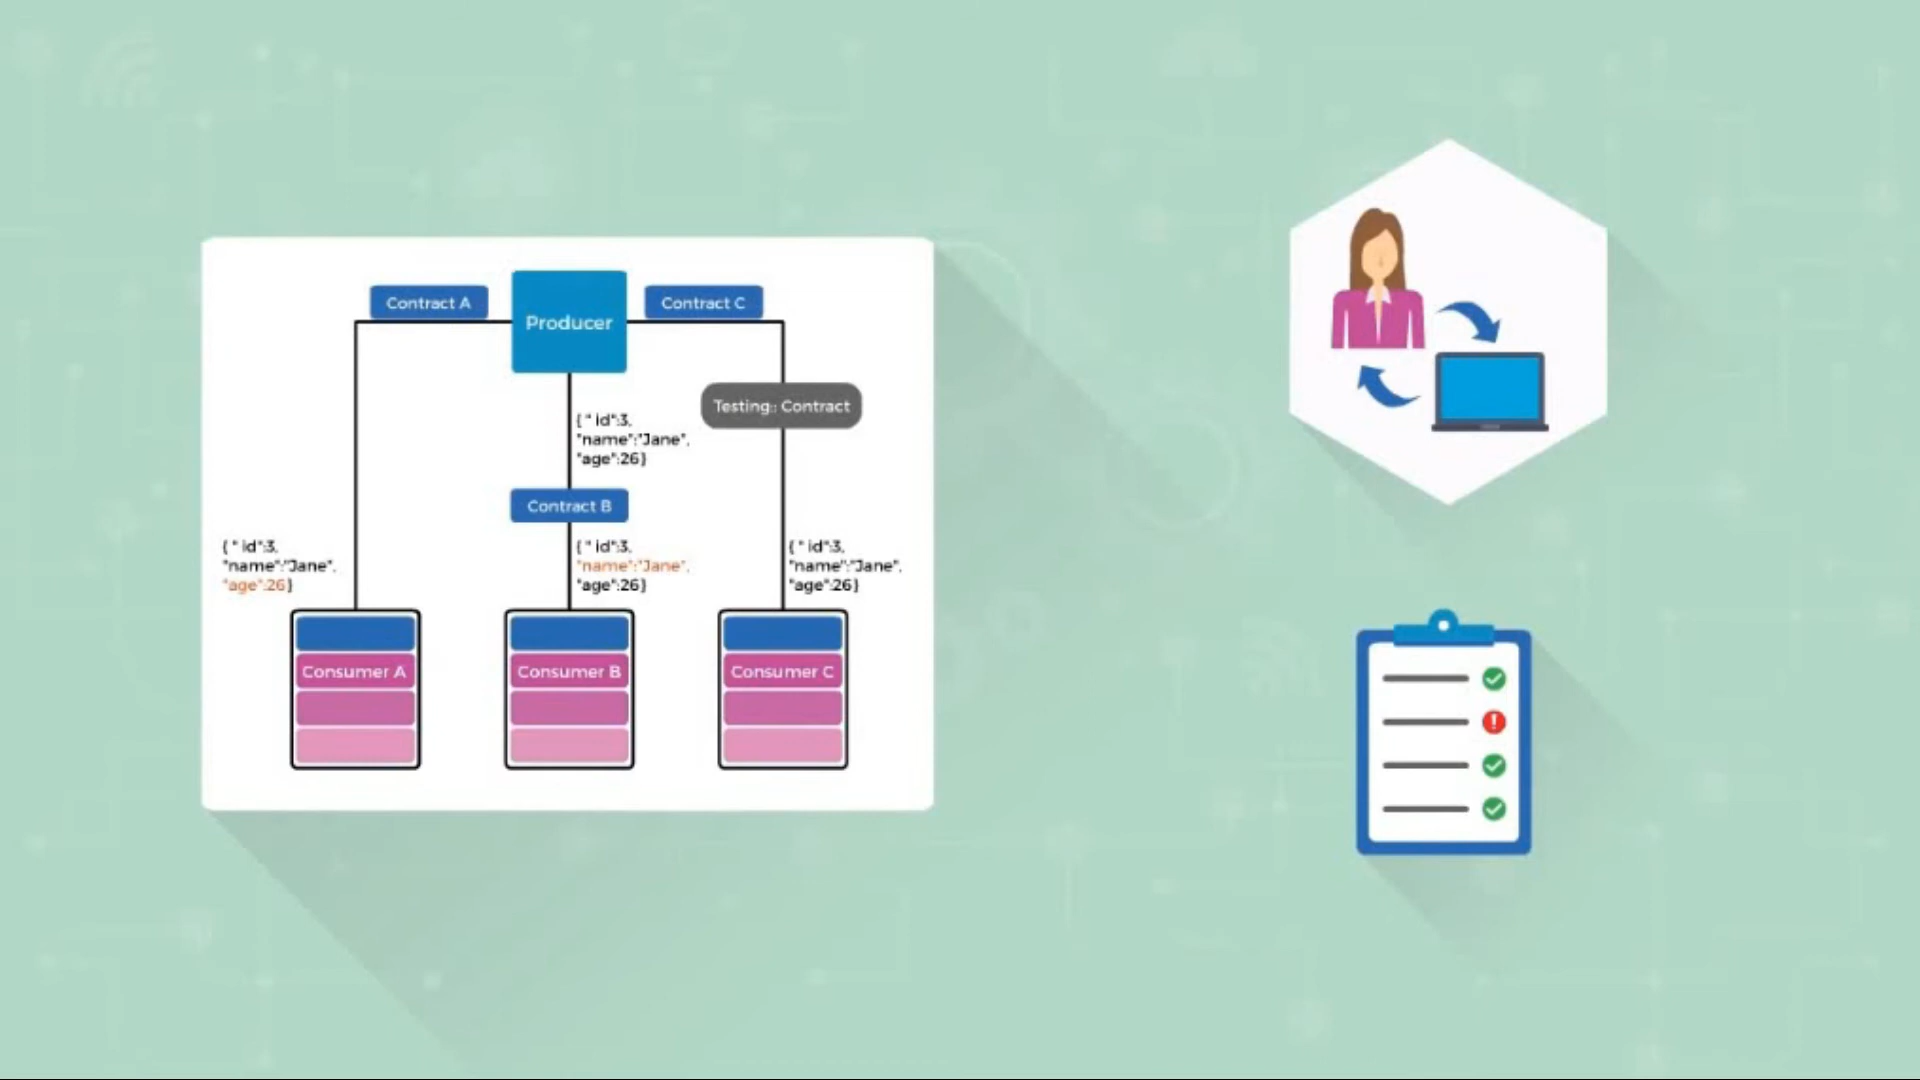 Contract A
Producer
Contract C
Testing:: Contract
{ " id":3,
"name":"Jane",
"age":26}
Contract B
{ " id":3,
"name":"Jane",
"age":26}
{ " id":3,
"name":"Jane",
"age":26}
{ " id":3,
"name":"Jane",
"age":26}
Consumer A
Consumer B
Consumer C